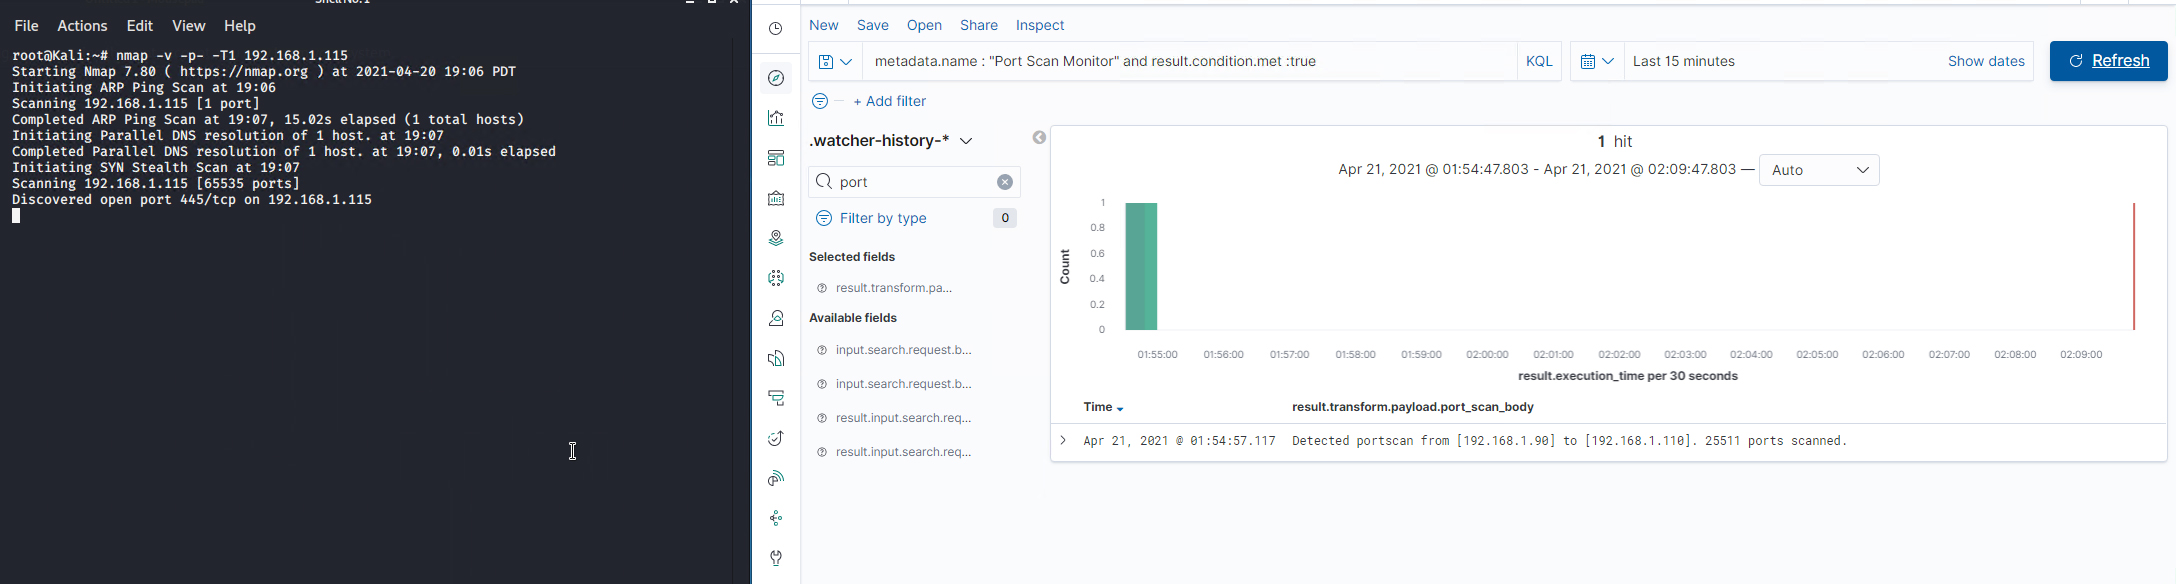 Shell No.1
File Actions Edit View Help
root@Kali:~# nmap -v -p- -T1 192.168.1.115
Starting Nmap 7.80 ( https://nmap.org ) at 2021-04-20 19:06 PDT
Initiating ARP Ping Scan at 19:06
Scanning 192.168.1.115 [1 port]
Completed ARP Ping Scan at 19:07, 15.02s elapsed (1 total hosts)
Initiating Parallel DNS resolution of 1 host. at 19:07
Completed Parallel DNS resolution of 1 host. at 19:07, 0.01s elapsed
Initiating SYN Stealth Scan at 19:07
Scanning 192.168.1.115 [65535 ports]
Discovered open port 445/tcp on 192.168.1.115
New Save Open Share Inspect
metadata.name : "Port Scan Monitor" and result.condition.met :true
KQL
Last 15 minutes
Show dates
Refresh
+ Add filter
.watcher-history-*
port
Filter by type 0
Selected fields
result.transform.pa...
Available fields
input.search.request.b...
input.search.request.b...
result.input.search.req...
result.input.search.req...
1 hit
Apr 21, 2021 @ 01:54:47.803 - Apr 21, 2021 @ 02:09:47.803 — Auto
Count
1
0.8
0.6
0.4
0.2
0
01:55:00 01:56:00 01:57:00 01:58:00 01:59:00 02:00:00 02:01:00 02:02:00 02:03:00 02:04:00 02:05:00 02:06:00 02:07:00 02:08:00 02:09:00
result.execution_time per 30 seconds
Time result.transform.payload.port_scan_body
Apr 21, 2021 @ 01:54:57.117 Detected portscan from [192.168.1.90] to [192.168.1.110]. 25511 ports scanned.